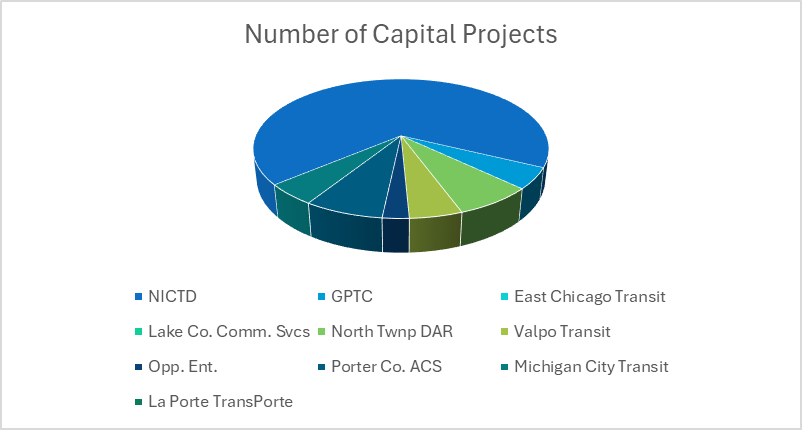 Number of Capital Projects
NICTD GPTC East Chicago Transit
Lake Co. Comm. Svcs North Twnp DAR Valpo Transit
Opp. Ent. Porter Co. ACS Michigan City Transit
La Porte TransPorte